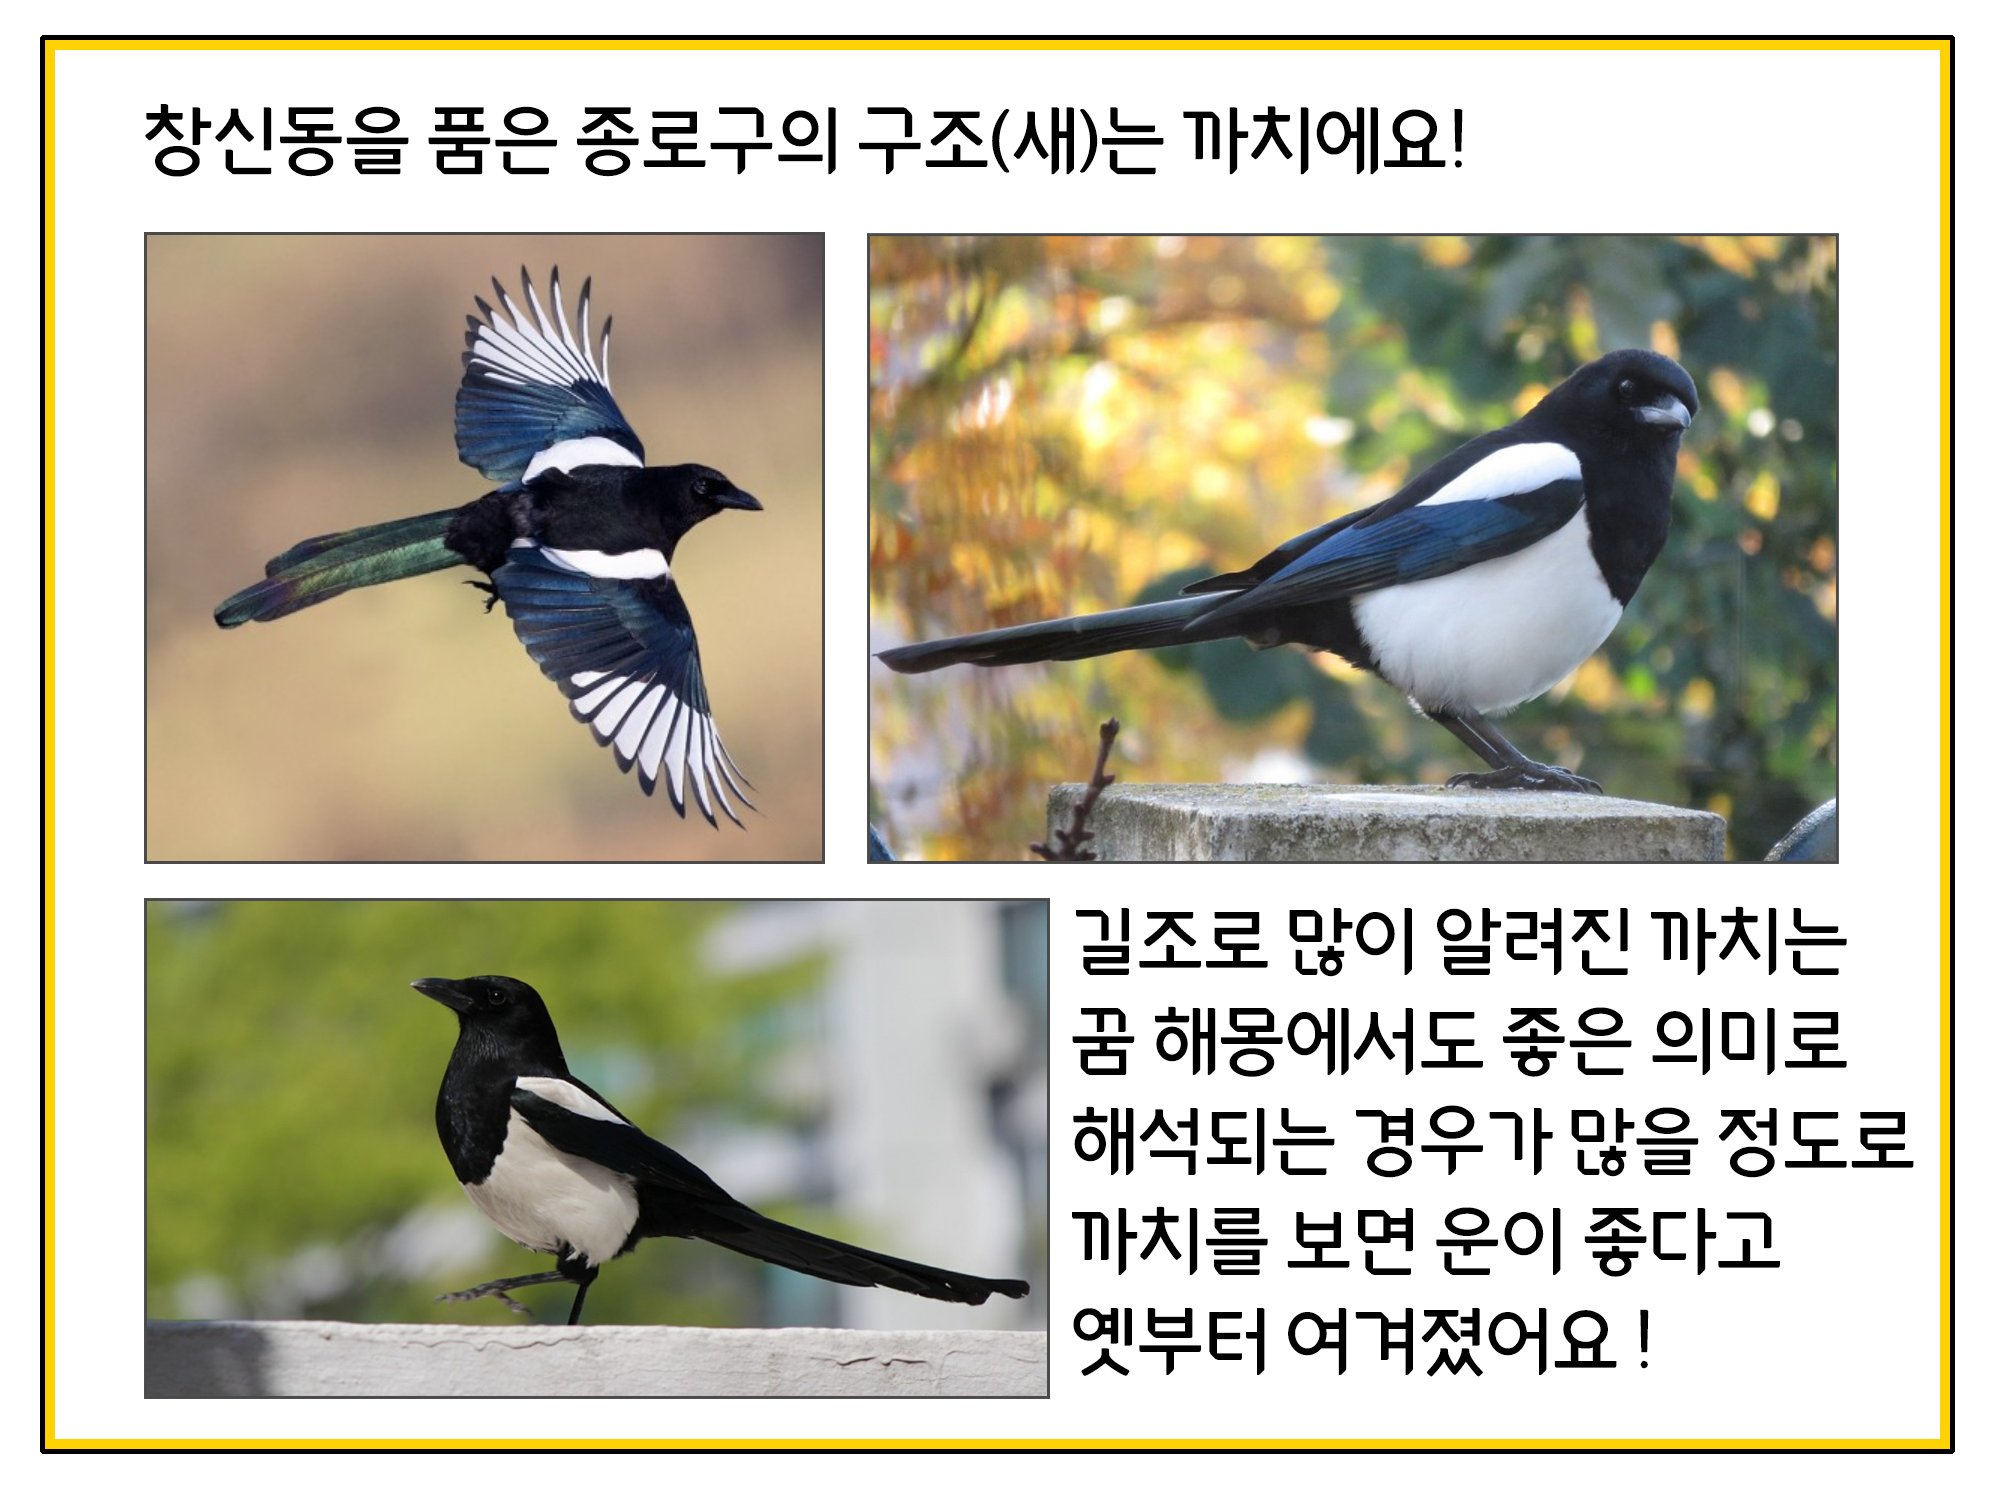 창신동을 품은 종로구의 구조(새)는 까치에요!
길조로 많이 알려진 까치는
꿈 해몽에서도 좋은 의미로
해석되는 경우가 많을 정도로
까치를 보면 운이 좋다고
옛부터 여겨졌어요 !